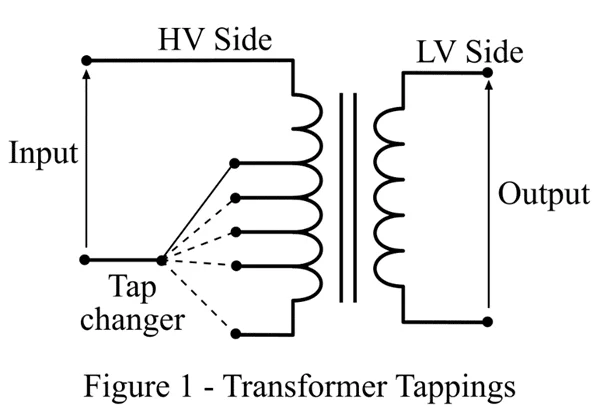 HV Side
LV Side
Input
Output
Tap
changer
Figure 1 - Transformer Tappings